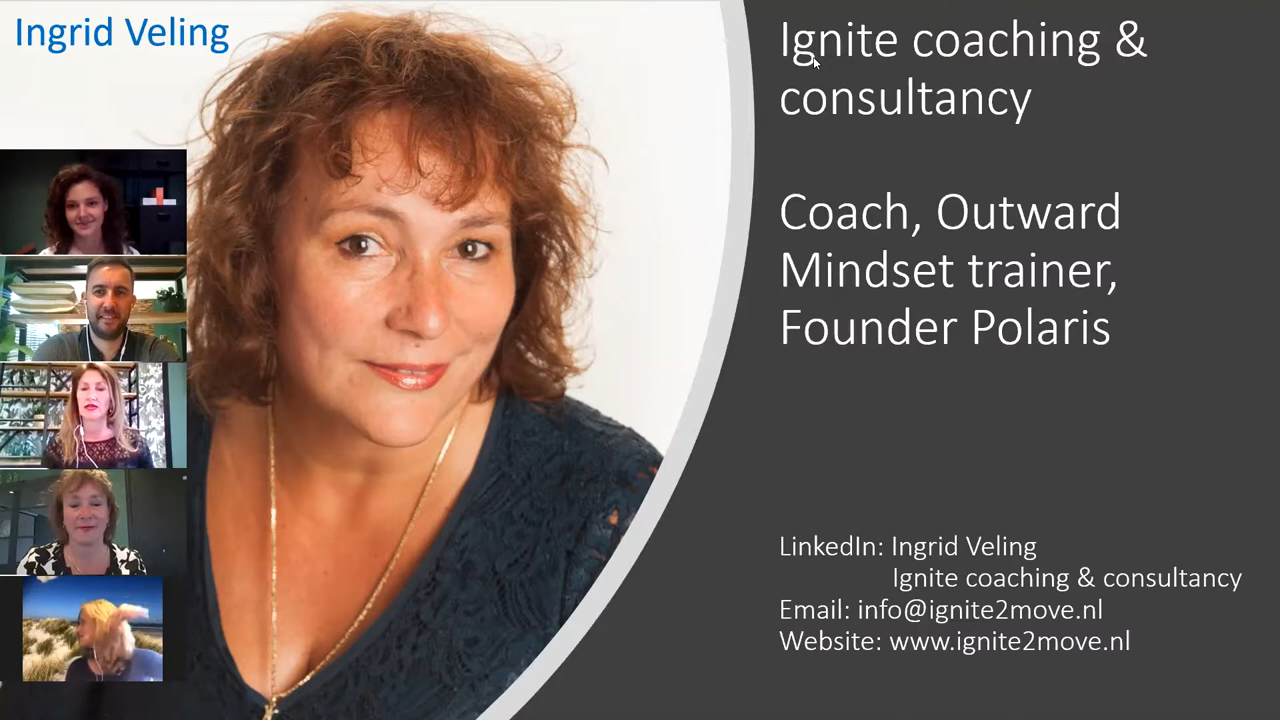 Ingrid Veling
Ignite coaching &
consultancy
Coach, Outward
Mindset trainer,
Founder Polaris
LinkedIn: Ingrid Veling
Ignite coaching & consultancy
Email: info@ignite2move.nl
Website: www.ignite2move.nl